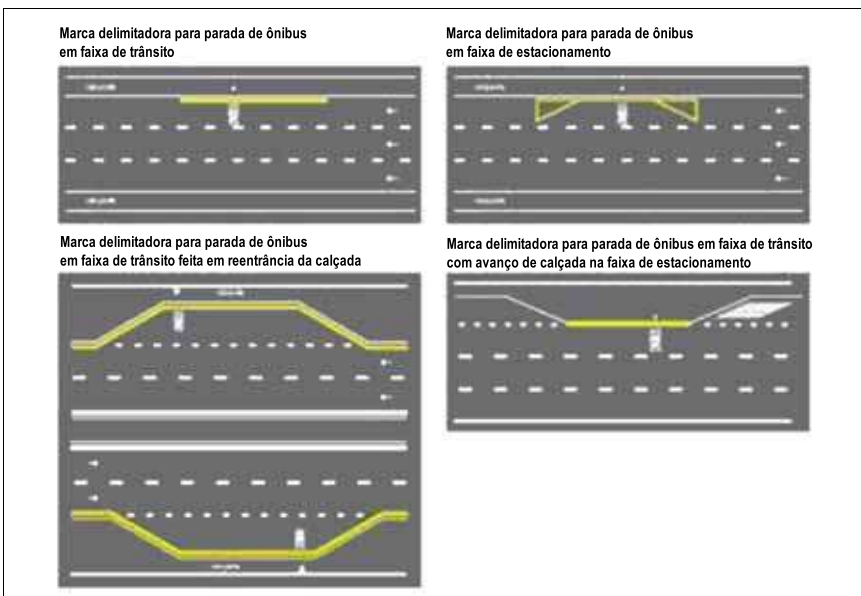 Marca delimitadora para parada de ônibus
em faixa de trânsito
Marca delimitadora para parada de ônibus
em faixa de estacionamento
Marca delimitadora para parada de ônibus
em faixa de trânsito feita em reentrância da calçada
Marca delimitadora para parada de ônibus em faixa de trânsito
com avanço de calçada na faixa de estacionamento